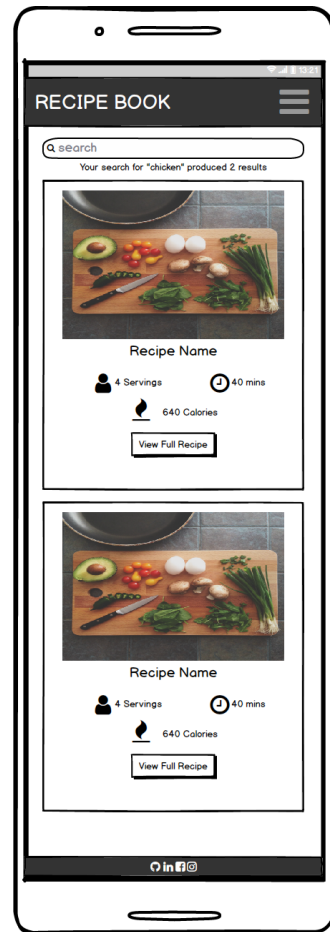 13:21
RECIPE BOOK
search
Your search for "chicken" produced 2 results
Recipe Name
4 Servings 40 mins
640 Calories
View Full Recipe
Recipe Name
4 Servings 40 mins
640 Calories
View Full Recipe
in